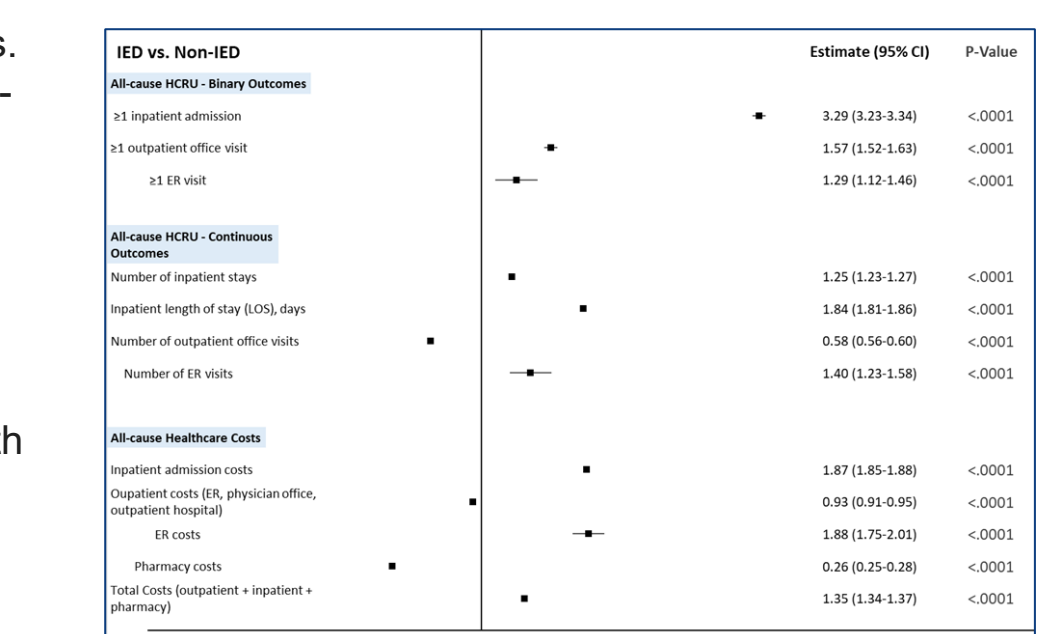 s.
-
th
IED vs. Non-IED Estimate (95% CI) P-Value
All-cause HCRU - Binary Outcomes
≥1 inpatient admission 3.29 (3.23-3.34) <.0001
≥1 outpatient office visit 1.57 (1.52-1.63) <.0001
≥1 ER visit 1.29 (1.12-1.46) <.0001
All-cause HCRU - Continuous
Outcomes
Number of inpatient stays 1.25 (1.23-1.27) <.0001
Inpatient length of stay (LOS), days 1.84 (1.81-1.86) <.0001
Number of outpatient office visits 0.58 (0.56-0.60) <.0001
Number of ER visits 1.40 (1.23-1.58) <.0001
All-cause Healthcare Costs
Inpatient admission costs 1.87 (1.85-1.88) <.0001
Oupatient costs (ER, physician office,
outpatient hospital) 0.93 (0.91-0.95) <.0001
ER costs 1.88 (1.75-2.01) <.0001
Pharmacy costs 0.26 (0.25-0.28) <.0001
Total Costs (outpatient + inpatient +
pharmacy) 1.35 (1.34-1.37) <.0001